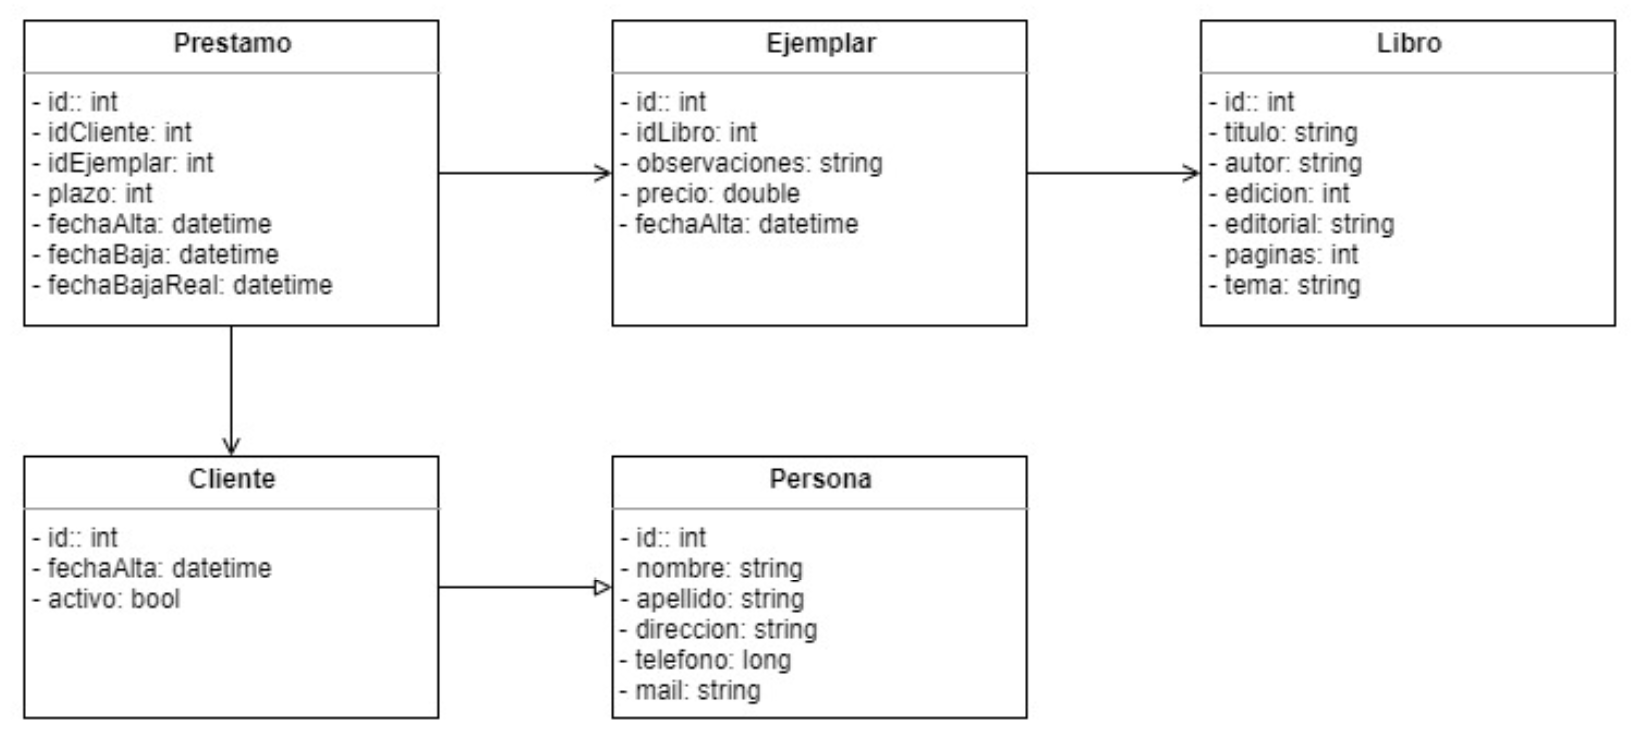 Prestamo
- id:: int
- idCliente: int
- idEjemplar: int
- plazo: int
- fechaAlta: datetime
- fechaBaja: datetime
- fechaBajaReal: datetime
Ejemplar
- id:: int
- idLibro: int
- observaciones: string
- precio: double
- fechaAlta: datetime
Libro
- id:: int
- titulo: string
- autor: string
- edicion: int
- editorial: string
- paginas: int
- tema: string
Cliente
- id:: int
- fechaAlta: datetime
- activo: bool
Persona
- id:: int
- nombre: string
- apellido: string
- direccion: string
- telefono: long
- mail: string